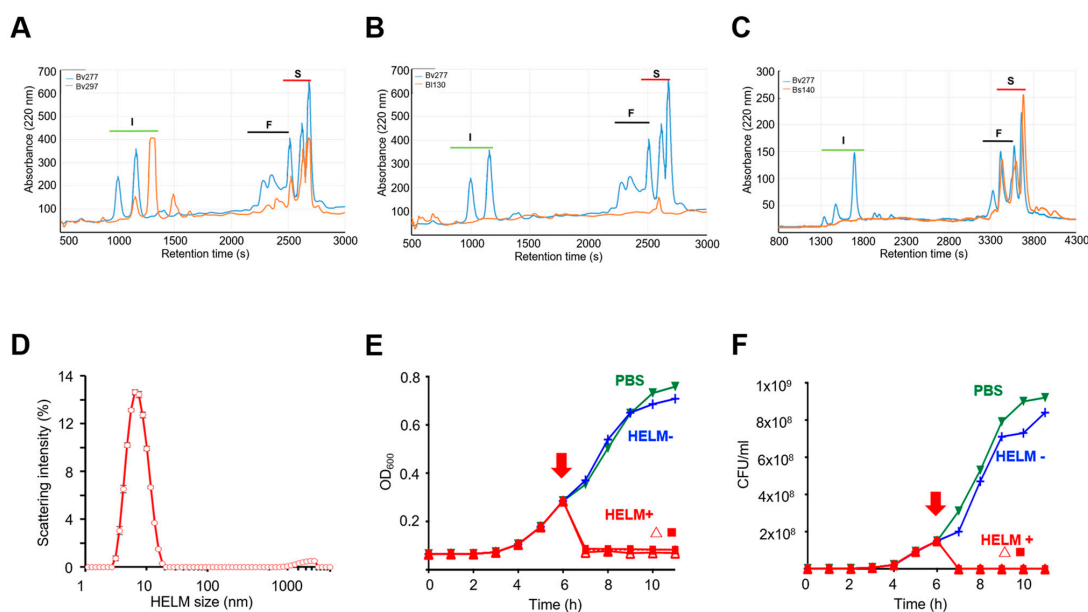 A
700
600
500
400
300
200
100
Absorbance (220 nm)
Bv277
Bv297
I
F
S
500 1000 1500 2000 2500 3000
Retention time (s)
B
700
600
500
400
300
200
100
Absorbance (220 nm)
Bv277
Bl130
I
F
S
500 1000 1500 2000 2500 3000
Retention time (s)
C
300
250
200
150
100
50
Absorbance (220 nm)
Bv277
Bs140
I
F
S
800 1300 1800 2300 2800 3300 3800 4300
Retention time (s)
D
14
12
8
4
0
Scattering intensity (%)
1 10 100 1000
HELM size (nm)
E
0.8
0.6
0.4
0.2
OD600
PBS
HELM-
HELM+
0 2 4 6 8 10
Time (h)
F
1x10⁹
8x10⁸
6x10⁸
4x10⁸
2x10⁸
0
CFU/ml
PBS
HELM -
HELM +
0 2 4 6 8 10
Time (h)